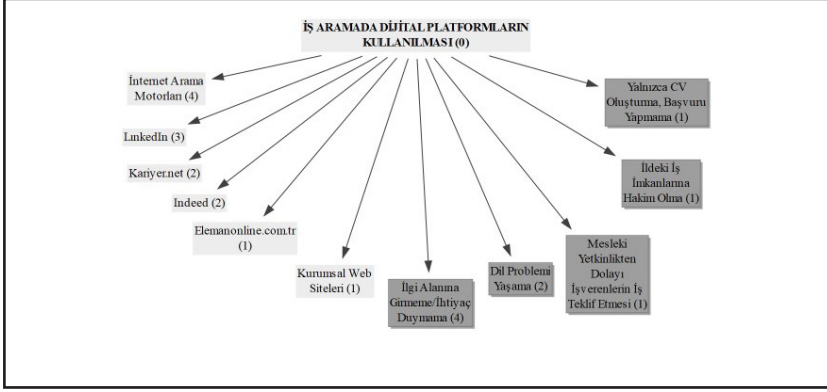 İŞ ARAMADA DİJİTAL PLATFORMLARIN
KULLANILMASI (0)
İnternet Arama
Motorları (4)
LınkedIn (3)
Kariyer.net (2)
Indeed (2)
Elemanonline.com.tr
(1)
Kurumsal Web
Siteleri (1)
İlgi Alanına
Girmeme/İhtiyaç
Duymama (4)
Dil Problemi
Yaşama (2)
Mesleki
Yetkinlikten
Dolayı
İşverenlerin İş
Teklif Etmesi (1)
İldeki İş
İmkanlarına
Hakim Olma (1)
Yalnızca CV
Oluşturma, Başvuru
Yapmama (1)